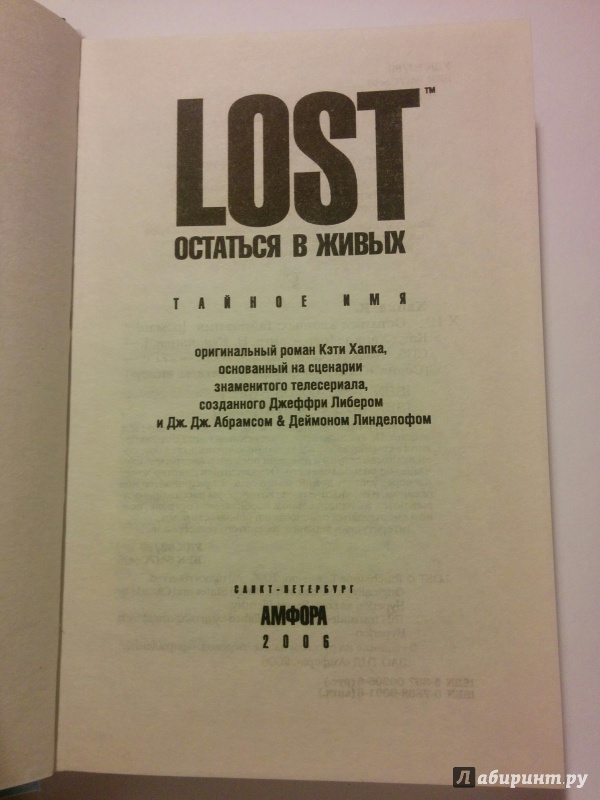 LOST™
ОСТАТЬСЯ В ЖИВЫХ
ТАЙНОЕ ИМЯ
оригинальный роман Кэти Хапка,
основанный на сценарии
знаменитого телесериала,
созданного Джеффри Либером
и Дж. Дж. Абрамсом & Деймоном Линделофом
САНКТ-ПЕТЕРБУРГ
АМФОРА
2006
Лабиринт.ру